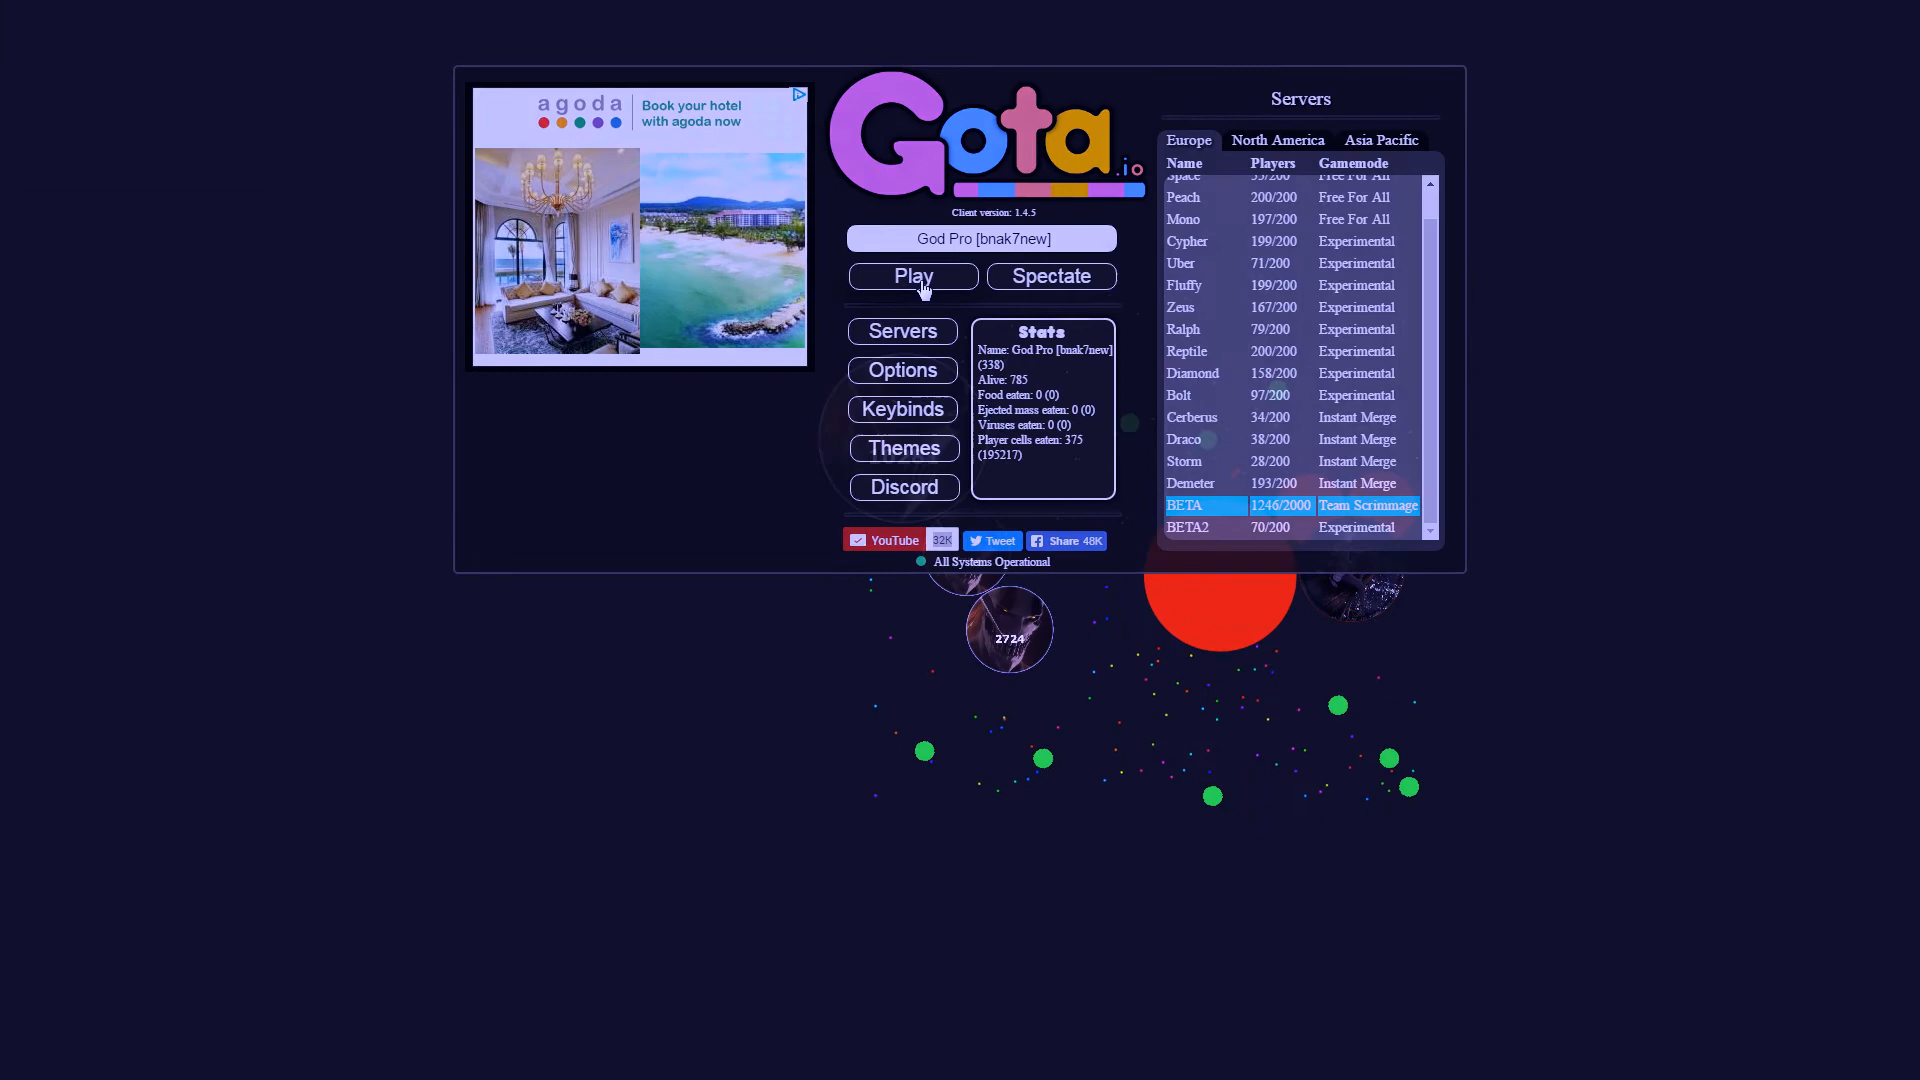 agoda
Book your hotel
with agoda now
Gota.io
Client version: 1.4.5
God Pro [bnak7new]
Play
Spectate
Servers
Options
Keybinds
Themes
Discord
Stats
Name: God Pro [bnak7new]
(338)
Alive: 785
Food eaten: 0 (0)
Ejected mass eaten: 0 (0)
Viruses eaten: 0 (0)
Player cells eaten: 375
(195217)
YouTube 32K Tweet Share 48K
All Systems Operational
Servers
Europe North America Asia Pacific
Name Players Gamemode
Space 53/200 Free For All
Peach 200/200 Free For All
Mono 197/200 Free For All
Cypher 199/200 Experimental
Uber 71/200 Experimental
Fluffy 199/200 Experimental
Zeus 167/200 Experimental
Ralph 79/200 Experimental
Reptile 200/200 Experimental
Diamond 158/200 Experimental
Bolt 97/200 Experimental
Cerberus 34/200 Instant Merge
Draco 38/200 Instant Merge
Storm 28/200 Instant Merge
Demeter 193/200 Instant Merge
BETA 1246/2000 Team Scrimmage
BETA2 70/200 Experimental
2724